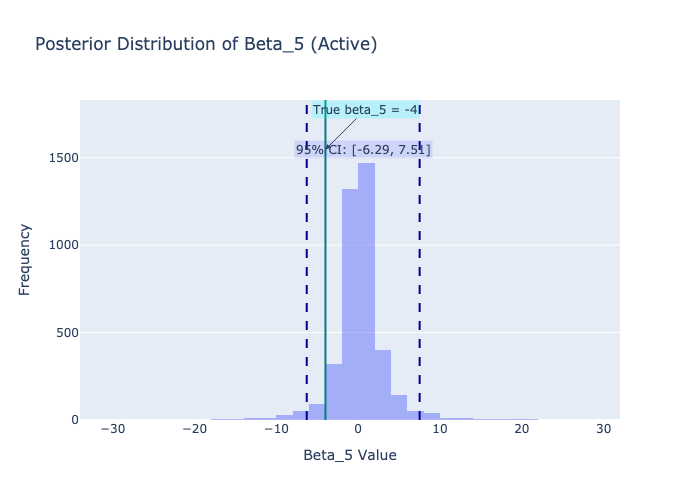 Posterior Distribution of Beta_5 (Active)
True beta_5 = -4
95% CI: [-6.29, 7.51]
1500
1000
500
0
Frequency
−30
−20
−10
0
10
20
30
Beta_5 Value